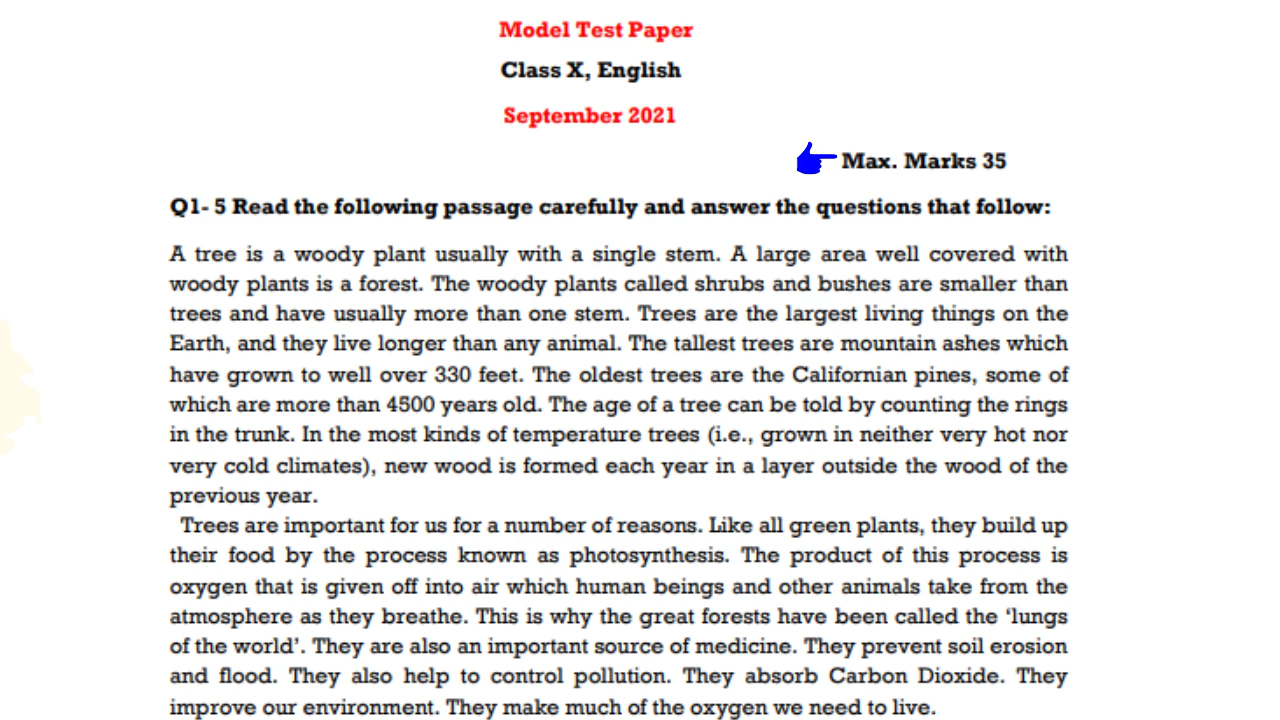 Model Test Paper
Class X, English
September 2021
Max. Marks 35
Q1- 5 Read the following passage carefully and answer the questions that follow:
A tree is a woody plant usually with a single stem. A large area well covered with
woody plants is a forest. The woody plants called shrubs and bushes are smaller than
trees and have usually more than one stem. Trees are the largest living things on the
Earth, and they live longer than any animal. The tallest trees are mountain ashes which
have grown to well over 330 feet. The oldest trees are the Californian pines, some of
which are more than 4500 years old. The age of a tree can be told by counting the rings
in the trunk. In the most kinds of temperature trees (i.e., grown in neither very hot nor
very cold climates), new wood is formed each year in a layer outside the wood of the
previous year.
Trees are important for us for a number of reasons. Like all green plants, they build up
their food by the process known as photosynthesis. The product of this process is
oxygen that is given off into air which human beings and other animals take from the
atmosphere as they breathe. This is why the great forests have been called the ‘lungs
of the world’. They are also an important source of medicine. They prevent soil erosion
and flood. They also help to control pollution. They absorb Carbon Dioxide. They
improve our environment. They make much of the oxygen we need to live.